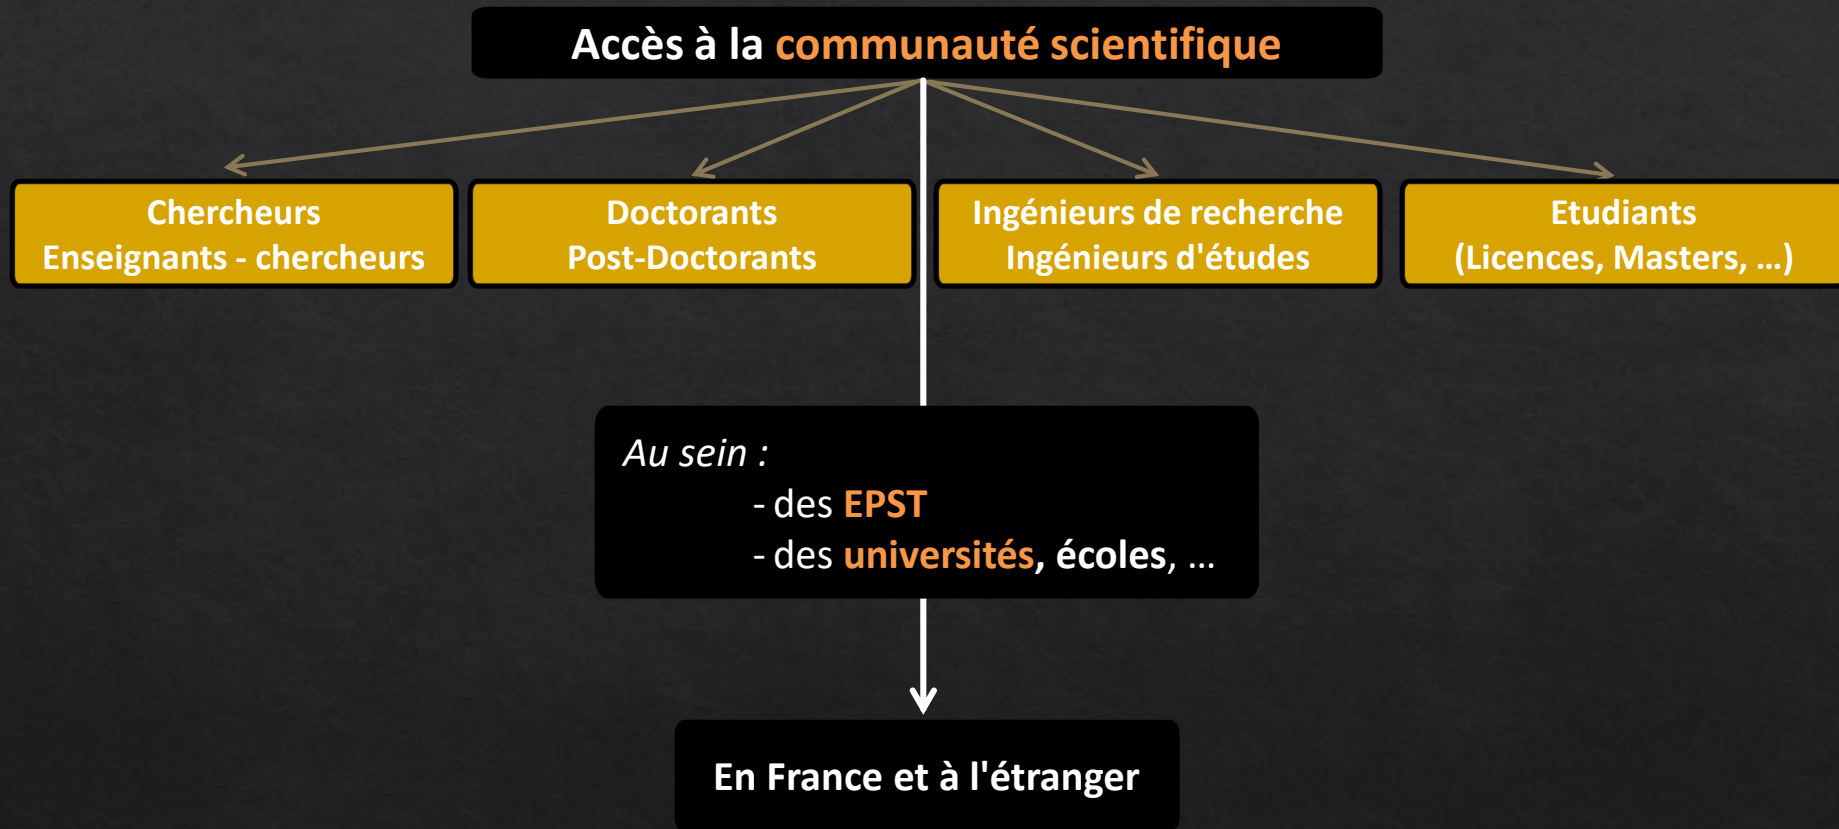 Accès à la communauté scientifique
Chercheurs
Enseignants - chercheurs
Doctorants
Post-Doctorants
Ingénieurs de recherche
Ingénieurs d'études
Etudiants
(Licences, Masters, ...)
Au sein :
- des EPST
- des universités, écoles, ...
En France et à l'étranger